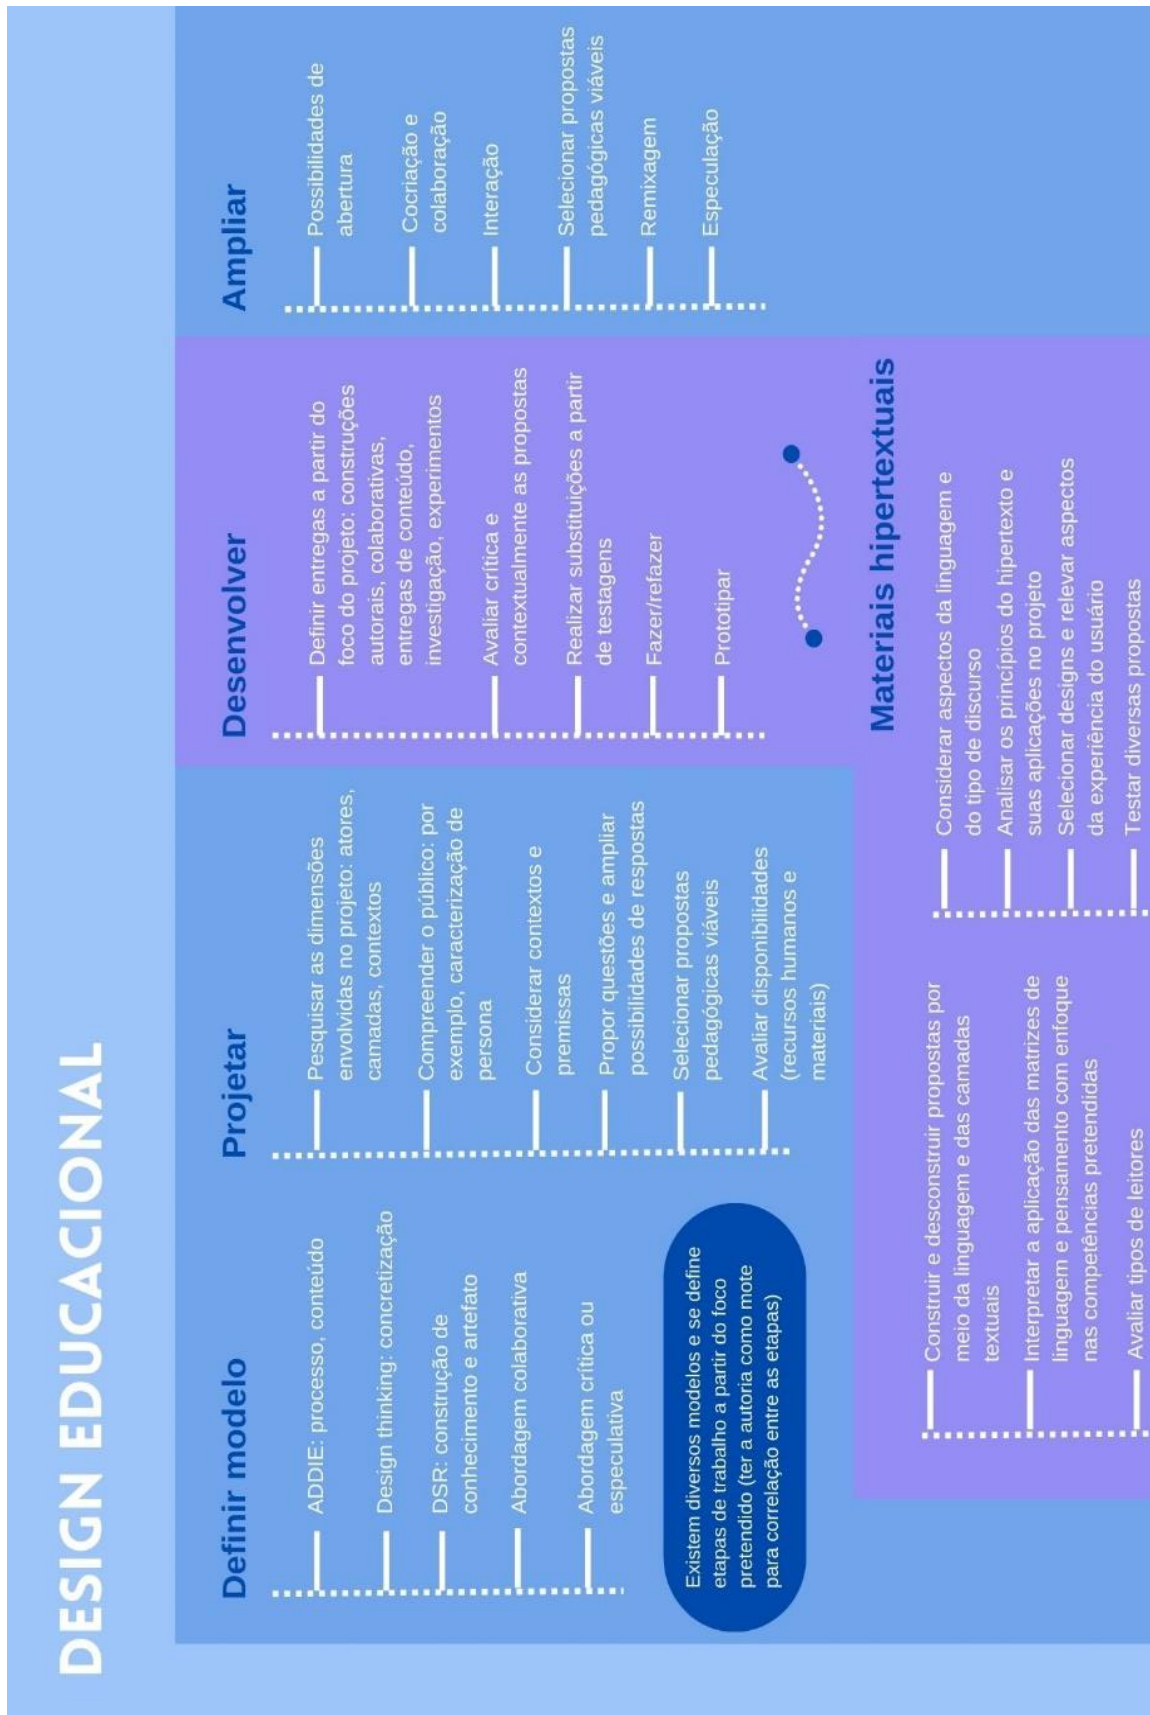 DESIGN EDUCACIONAL
Definir modelo
ADDIE: processo, conteúdo
Design thinking: concretização
DSR: construção de
conhecimento e artefato
Abordagem colaborativa
Abordagem crítica ou
especulativa
Existem diversos modelos e se define
etapas de trabalho a partir do foco
pretendido (ter a autoria como mote
para correlação entre as etapas)
Projetar
Pesquisar as dimensões
envolvidas no projeto: atores,
camadas, contextos
Compreender o público: por
exemplo, caracterização de
persona
Considerar contextos e
premissas
Propor questões e ampliar
possibilidades de respostas
Selecionar propostas
pedagógicas viáveis
Avaliar disponibilidades
(recursos humanos e
materiais)
Desenvolver
Definir entregas a partir do
foco do projeto: construções
autorais, colaborativas,
entregas de conteúdo,
investigação, experimentos
Avaliar crítica e
contextualmente as propostas
Realizar substituições a partir
de testagens
Fazer/refazer
Prototipar
Ampliar
Possibilidades de
abertura
Cocriação e
colaboração
Interação
Selecionar propostas
pedagógicas viáveis
Remixagem
Especulação
Materiais hipertextuais
Construir e desconstruir propostas por
meio da linguagem e das camadas
textuais
Interpretar a aplicação das matrizes de
linguagem e pensamento com enfoque
nas competências pretendidas
Avaliar tipos de leitores
Considerar aspectos da linguagem e
do tipo de discurso
Analisar os princípios do hipertexto e
suas aplicações no projeto
Selecionar designs e relevar aspectos
da experiência do usuário
Testar diversas propostas